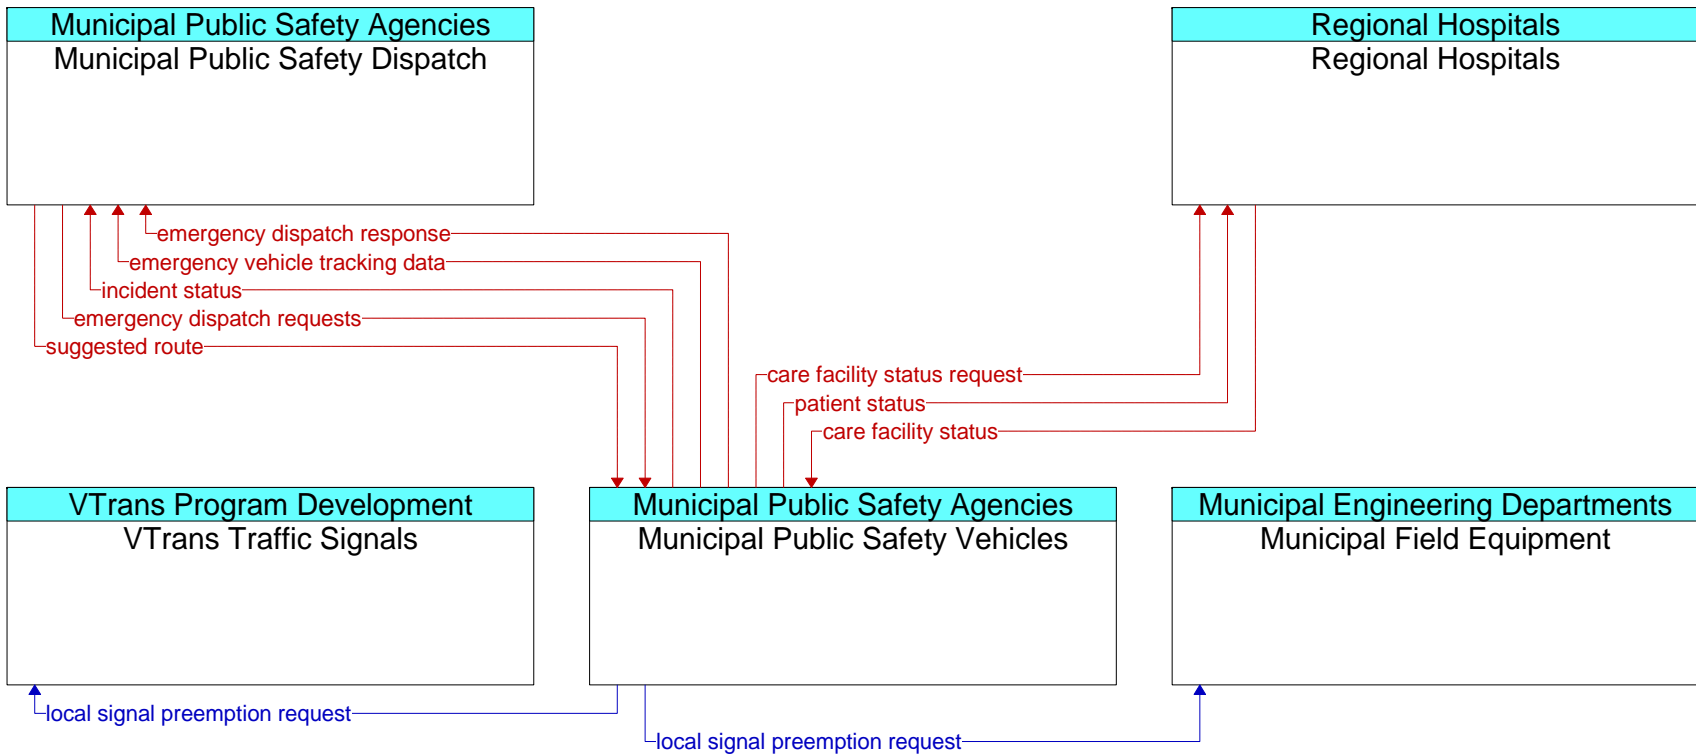 Municipal Public Safety Agencies
Municipal Public Safety Dispatch
Regional Hospitals
Regional Hospitals
emergency dispatch response
emergency vehicle tracking data
incident status
emergency dispatch requests
suggested route
care facility status request
patient status
care facility status
VTrans Program Development
VTrans Traffic Signals
Municipal Public Safety Agencies
Municipal Public Safety Vehicles
Municipal Engineering Departments
Municipal Field Equipment
local signal preemption request
local signal preemption request